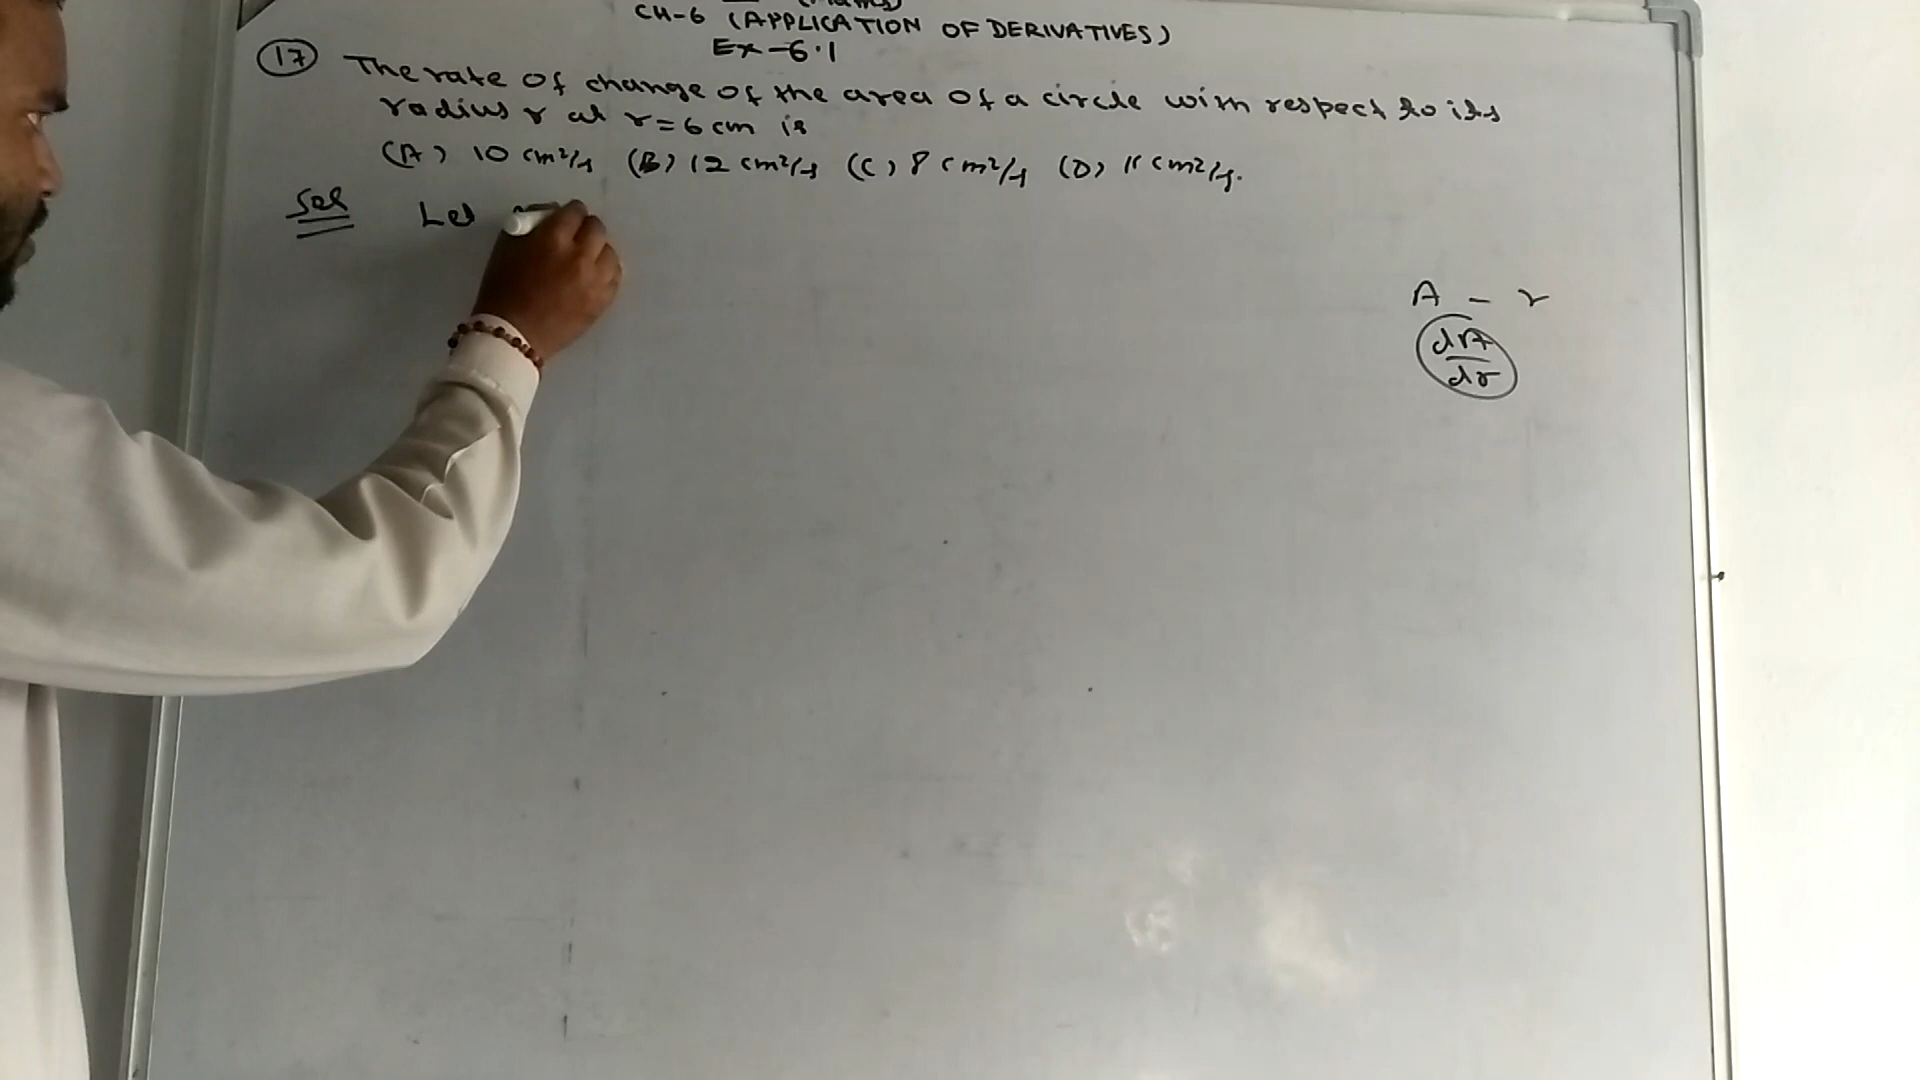 CH-6 (APPLICATION OF DERIVATIVES)
Ex-6.1
17 The rate of change of the area of a circle with respect to its
radius r at r=6 cm is
(A) 10 cm²/s (B) 12 cm²/s (C) 8 cm²/s (D) 11 cm²/s.
Sol Let
A - r
dA
dr